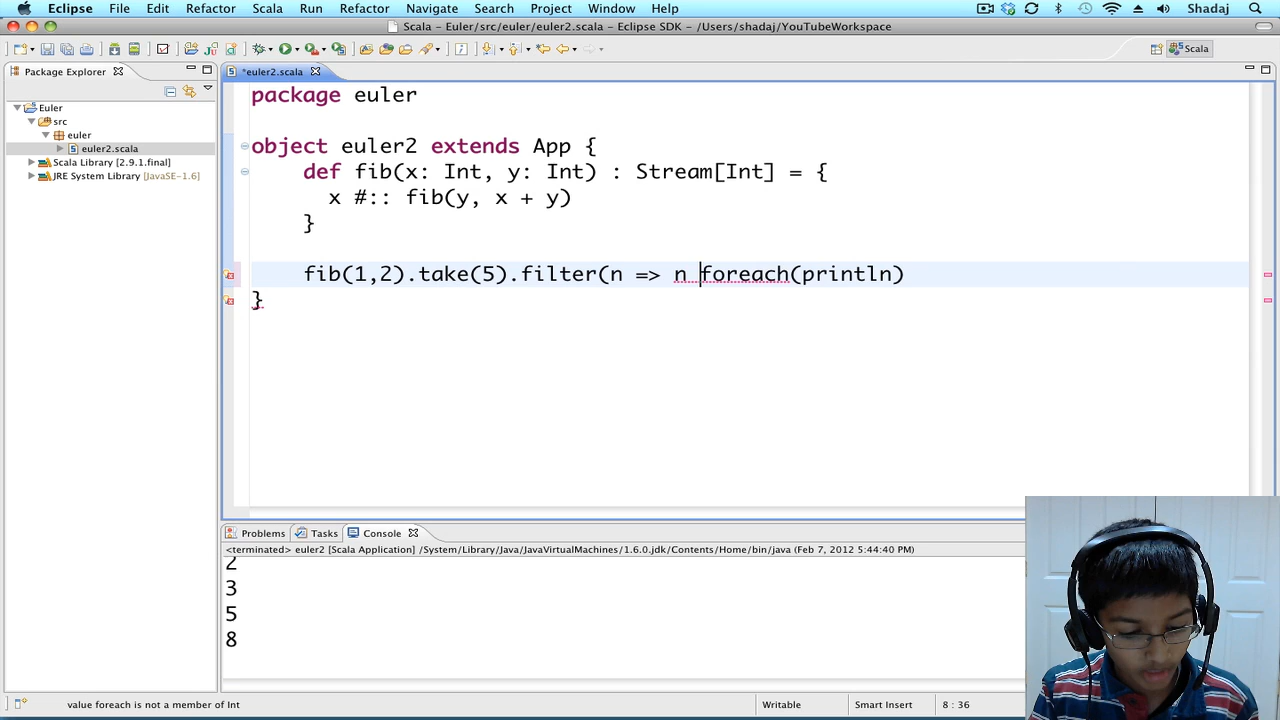 Eclipse File Edit Refactor Scala Run Refactor Navigate Search Project Window Help Shadaj
Scala - Euler/src/euler/euler2.scala - Eclipse SDK - /Users/shadaj/YouTubeWorkspace
Scala
Package Explorer
Euler
src
euler
euler2.scala
Scala Library [2.9.1.final]
JRE System Library [JavaSE-1.6]
*euler2.scala
package euler
object euler2 extends App {
def fib(x: Int, y: Int) : Stream[Int] = {
x #:: fib(y, x + y)
}
fib(1,2).take(5).filter(n => n foreach(println)
}
Problems Tasks Console
<terminated> euler2 [Scala Application] /System/Library/Java/JavaVirtualMachines/1.6.0.jdk/Contents/Home/bin/java (Feb 7, 2012 5:44:40 PM)
2
3
5
8
value foreach is not a member of Int Writable Smart Insert 8 : 36